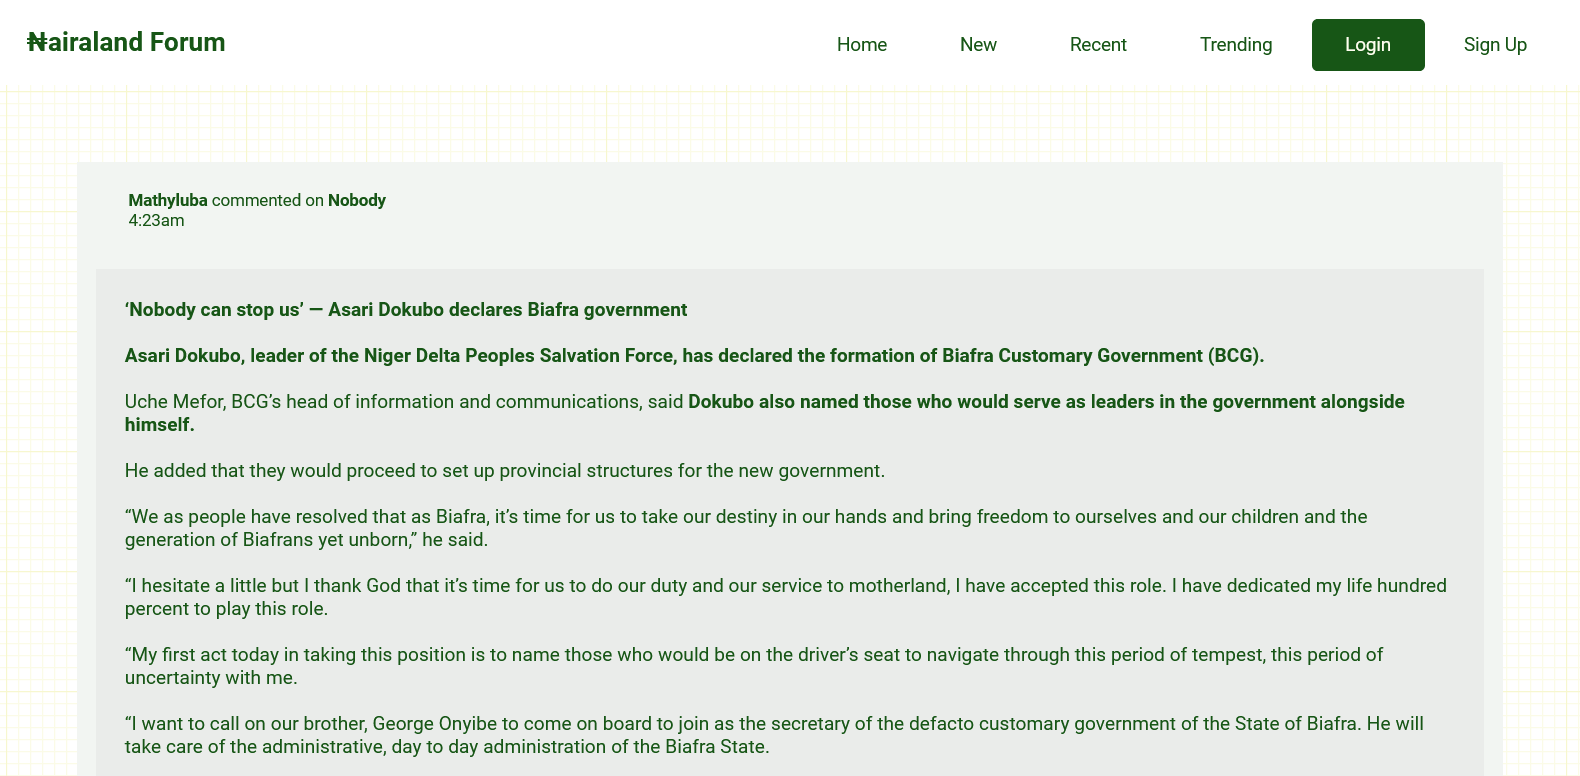 ₦airaland Forum
Home
New
Recent
Trending
Login
Sign Up
Mathyluba commented on Nobody
4:23am
‘Nobody can stop us’ — Asari Dokubo declares Biafra government
Asari Dokubo, leader of the Niger Delta Peoples Salvation Force, has declared the formation of Biafra Customary Government (BCG).
Uche Mefor, BCG’s head of information and communications, said Dokubo also named those who would serve as leaders in the government alongside
himself.
He added that they would proceed to set up provincial structures for the new government.
“We as people have resolved that as Biafra, it’s time for us to take our destiny in our hands and bring freedom to ourselves and our children and the
generation of Biafrans yet unborn,” he said.
“I hesitate a little but I thank God that it’s time for us to do our duty and our service to motherland, I have accepted this role. I have dedicated my life hundred
percent to play this role.
“My first act today in taking this position is to name those who would be on the driver’s seat to navigate through this period of tempest, this period of
uncertainty with me.
“I want to call on our brother, George Onyibe to come on board to join as the secretary of the defacto customary government of the State of Biafra. He will
take care of the administrative, day to day administration of the Biafra State.